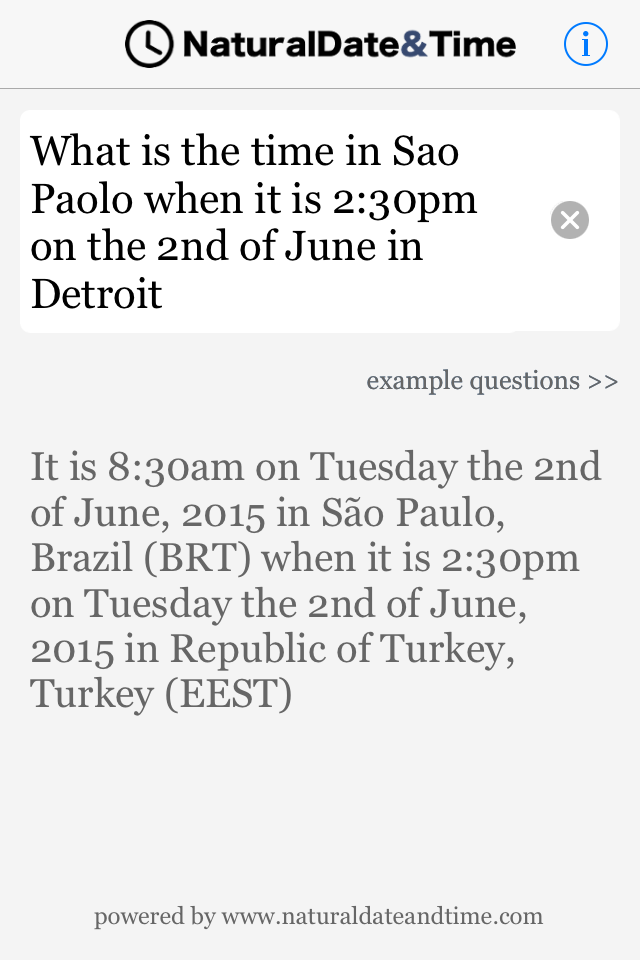 NaturalDate&Time
i
What is the time in Sao
Paolo when it is 2:30pm
on the 2nd of June in
Detroit
example questions >>
It is 8:30am on Tuesday the 2nd
of June, 2015 in São Paulo,
Brazil (BRT) when it is 2:30pm
on Tuesday the 2nd of June,
2015 in Republic of Turkey,
Turkey (EEST)
powered by www.naturaldateandtime.com